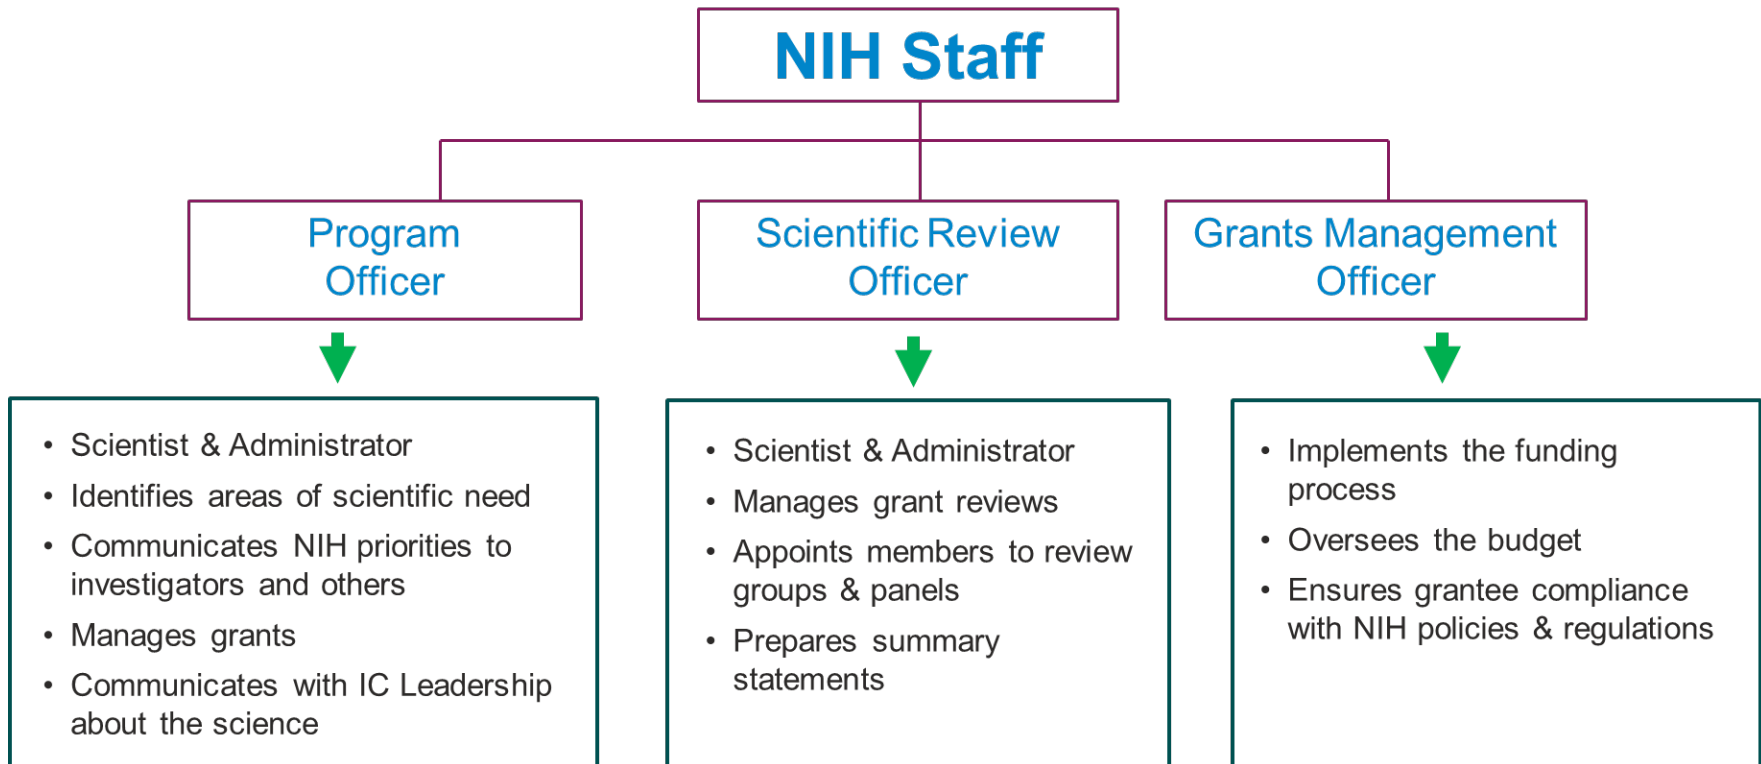 NIH Staff
Program
Officer
Scientific Review
Officer
Grants Management
Officer
• Scientist & Administrator
• Identifies areas of scientific need
• Communicates NIH priorities to
investigators and others
• Manages grants
• Communicates with IC Leadership
about the science
• Scientist & Administrator
• Manages grant reviews
• Appoints members to review
groups & panels
• Prepares summary
statements
• Implements the funding
process
• Oversees the budget
• Ensures grantee compliance
with NIH policies & regulations